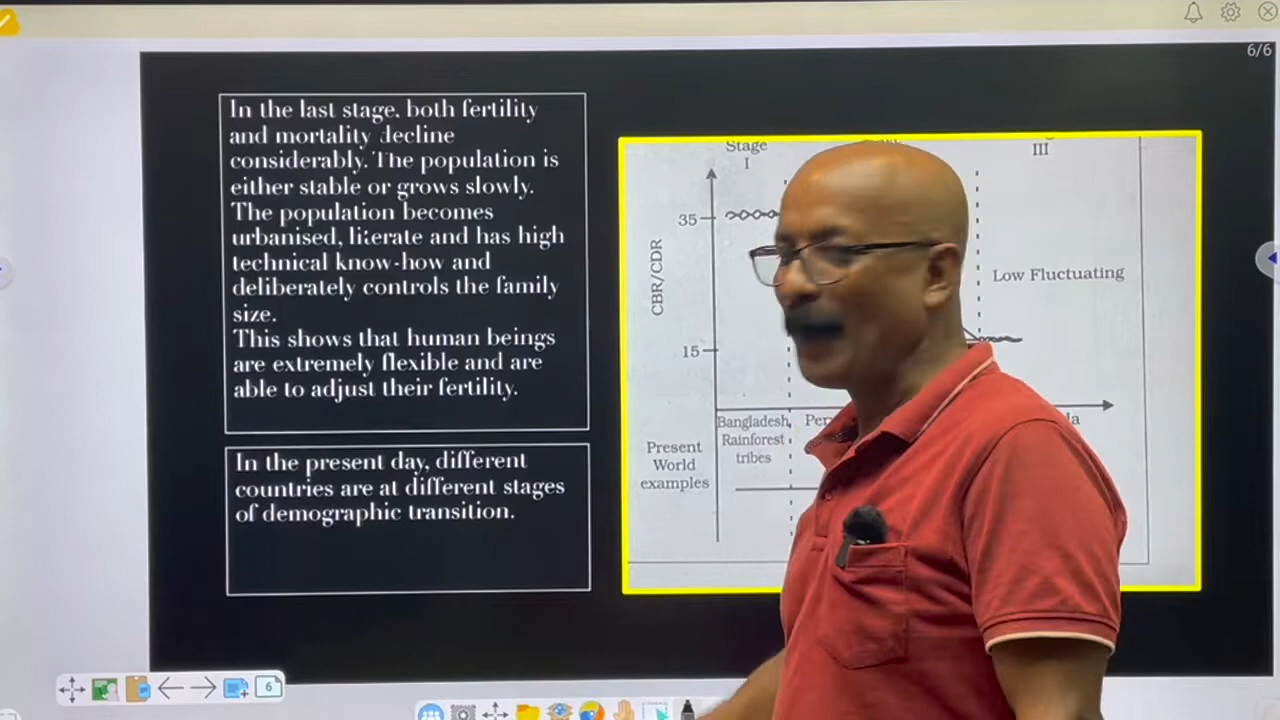 6/6
In the last stage, both fertility
and mortality decline
considerably. The population is
either stable or grows slowly.
The population becomes
urbanised, literate and has high
technical know-how and
deliberately controls the family
size.
This shows that human beings
are extremely flexible and are
able to adjust their fertility.
In the present day, different
countries are at different stages
of demographic transition.
Stage
I
III
35
CBR/CDR
Low Fluctuating
15
Bangladesh,
Rainforest
tribes
Present
World
examples
6